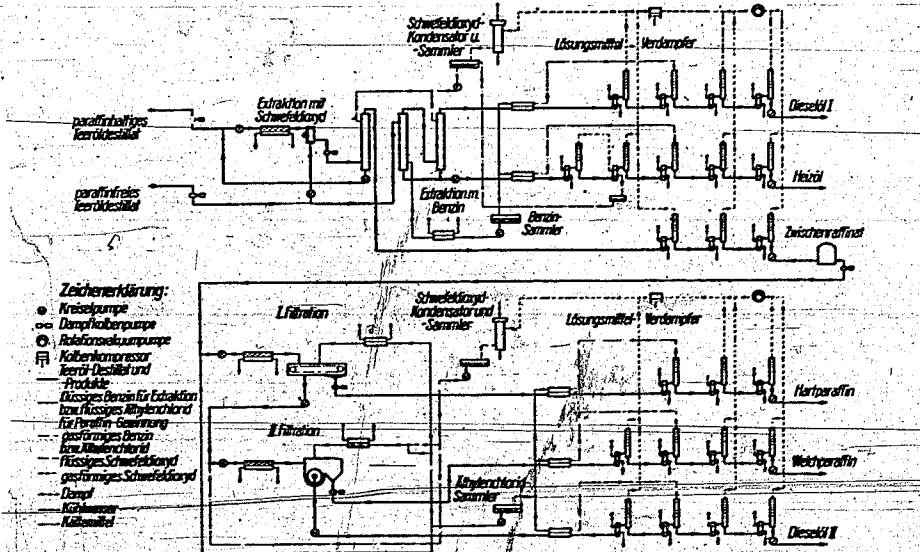 Schwefeldioxyd-
Kondensator u.
-Sammler
Lösungsmittel-Verdampfer
Extraktion mit
Schwefeldioxyd
paraffinhaltiges
Teeröldestillat
Dieselöl I
paraffinfreies
Teeröldestillat
Extraktion m.
Benzin
Benzin-
Sammler
Heizöl
Zwischenraffinat
Zeichenerklärung:
Kreiselpumpe
Dampfkolbenpumpe
Rotationsvakuumpumpe
Kolbenkompressor
Teeröl-Destillat und
-Produkte
flüssiges Benzin für Extraktion
bzw. flüssiges Äthylenchlorid
für Paraffin-Gewinnung
gasförmiges Benzin
bzw. Äthylenchlorid
flüssiges Schwefeldioxyd
gasförmiges Schwefeldioxyd
Dampf
Kühlwasser
Kältemittel
I. Filtration
Schwefeldioxyd-
Kondensator und
-Sammler
Lösungsmittel-Verdampfer
Hartparaffin
II. Filtration
Äthylenchlorid
Sammler
Weichparaffin
Dieselöl II